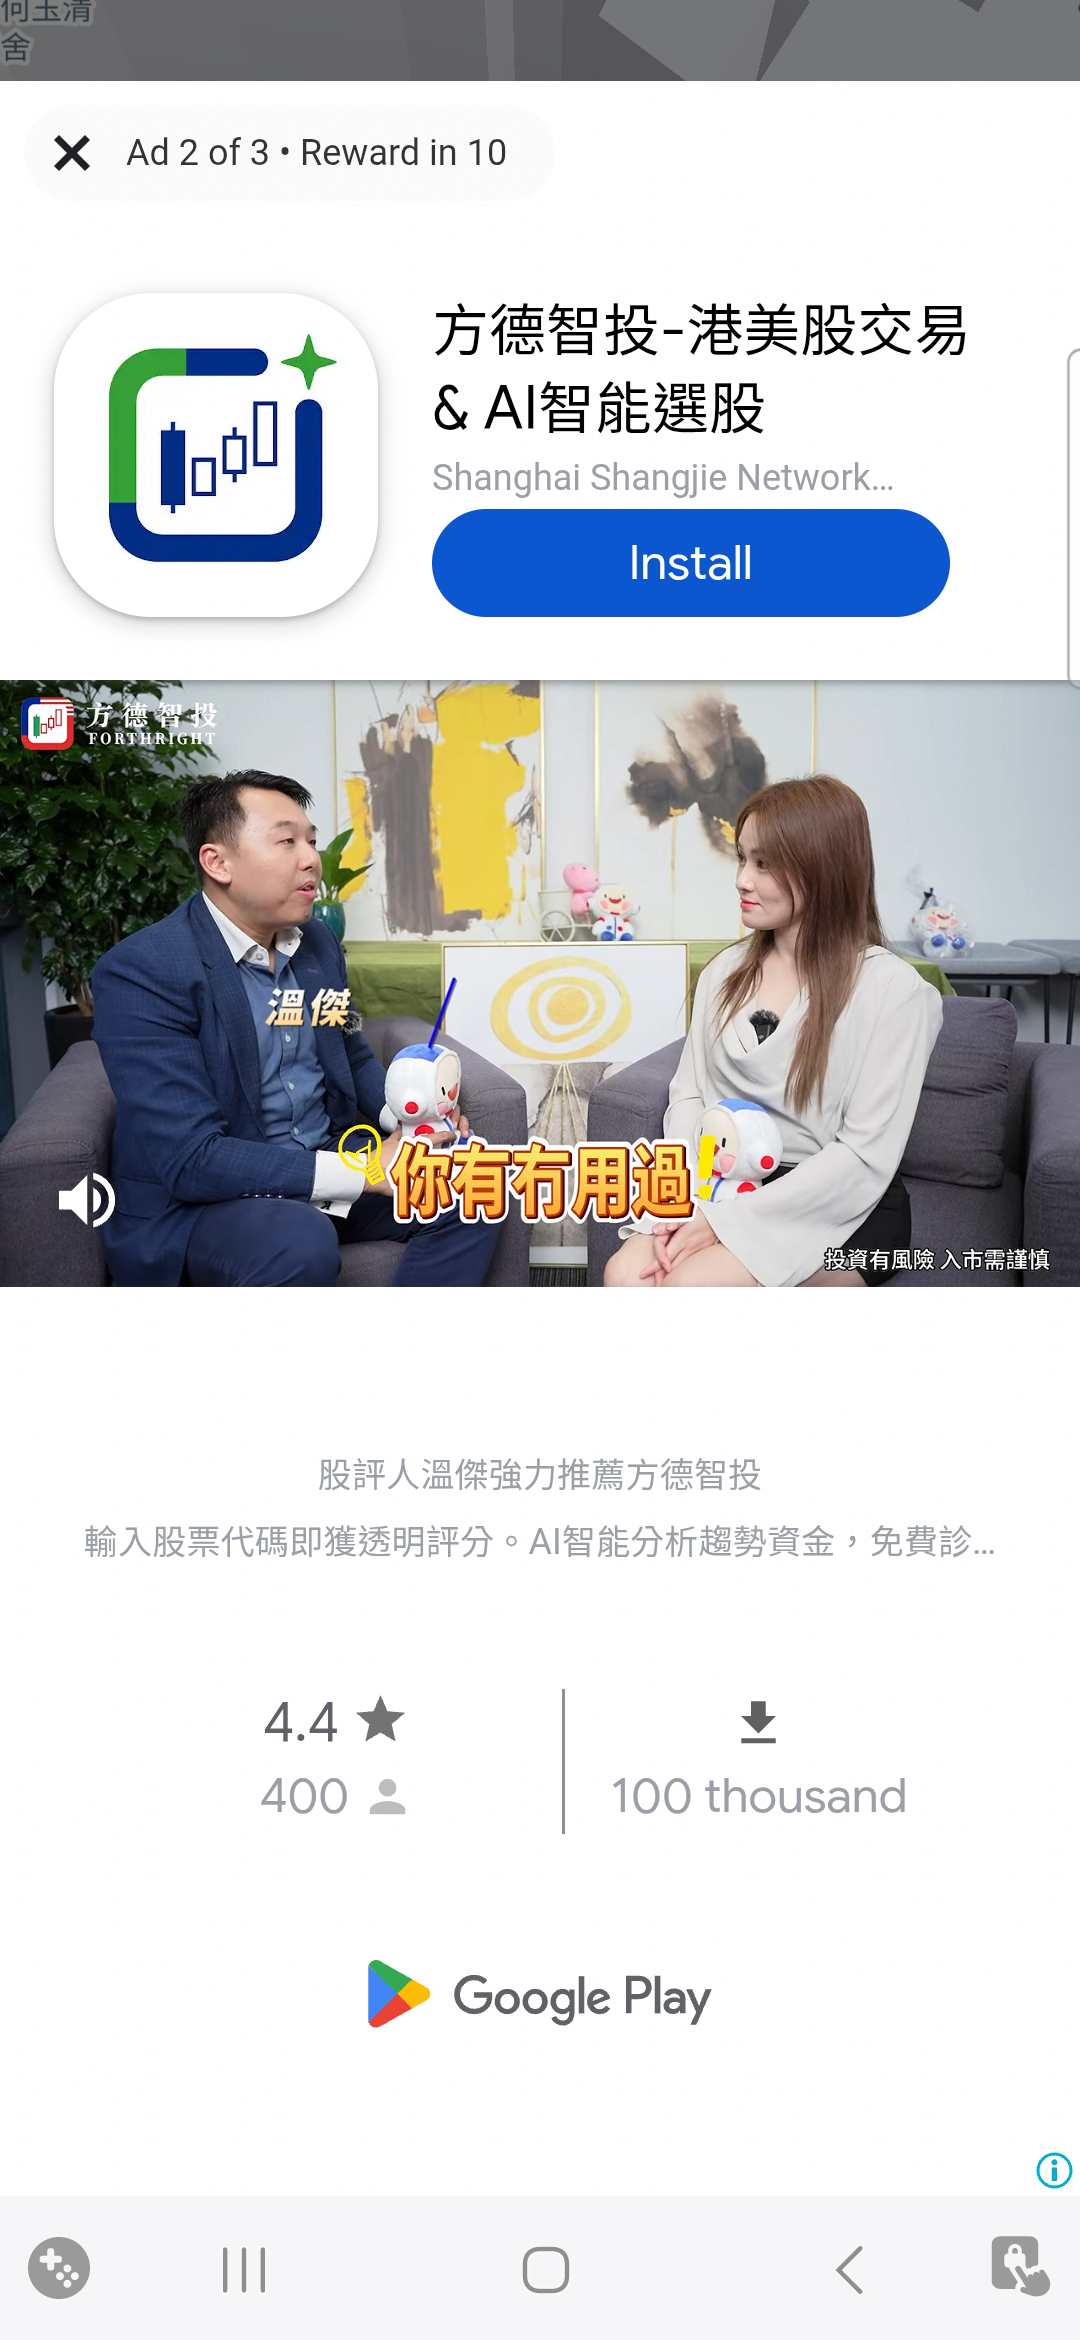 何玉清
舍
Ad 2 of 3 • Reward in 10
方德智投-港美股交易
& AI智能選股
Shanghai Shangjie Network...
Install
方德智投
FORTHRIGHT
溫傑
你有冇用過!
投資有風險 入市需謹慎
股評人溫傑強力推薦方德智投
輸入股票代碼即獲透明評分。AI智能分析趨勢資金，免費診...
4.4
400
100 thousand
Google Play